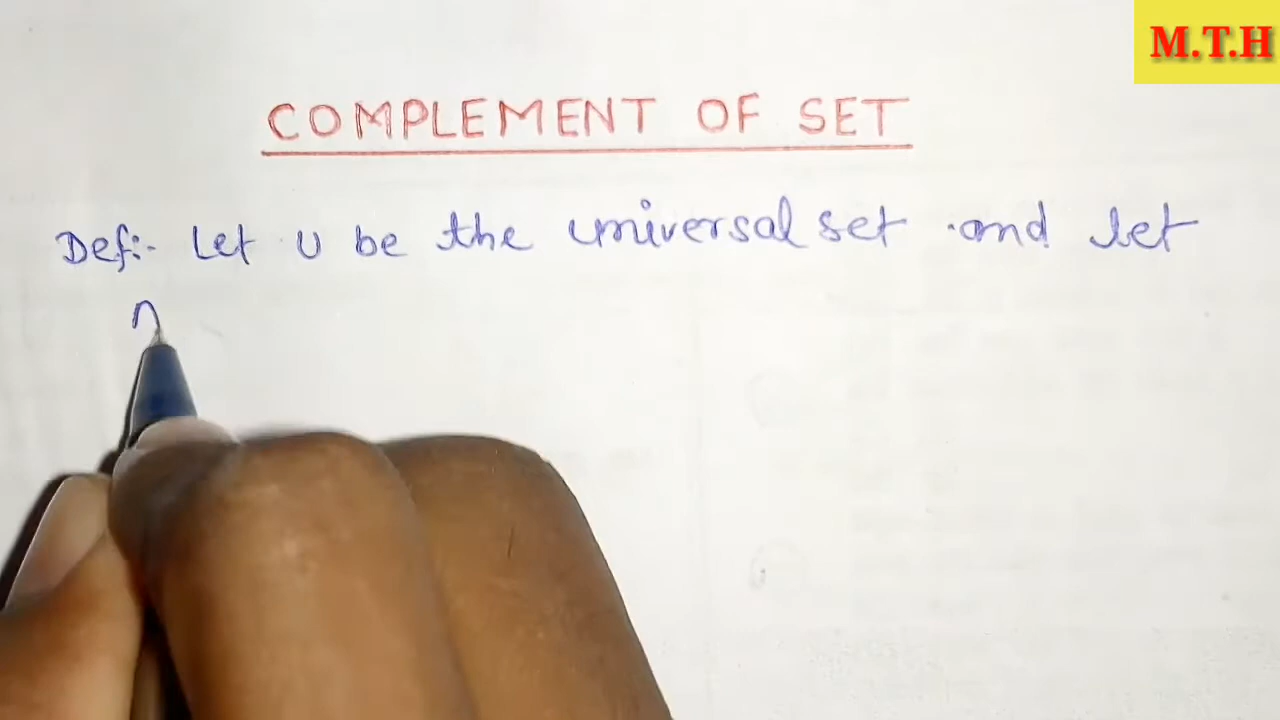 M.T.H
COMPLEMENT OF SET
Def:- Let U be the universal set and let